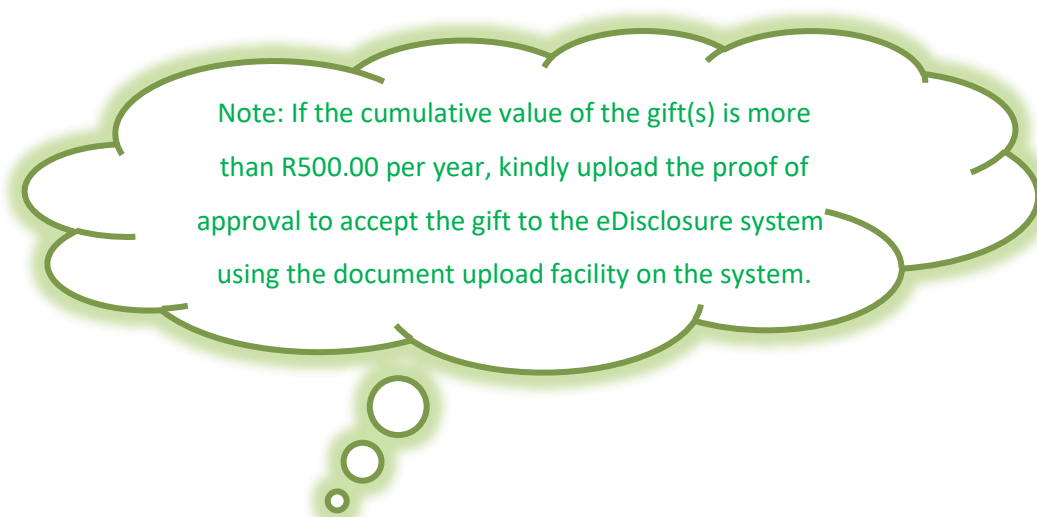 Note: If the cumulative value of the gift(s) is more
than R500.00 per year, kindly upload the proof of
approval to accept the gift to the eDisclosure system
using the document upload facility on the system.